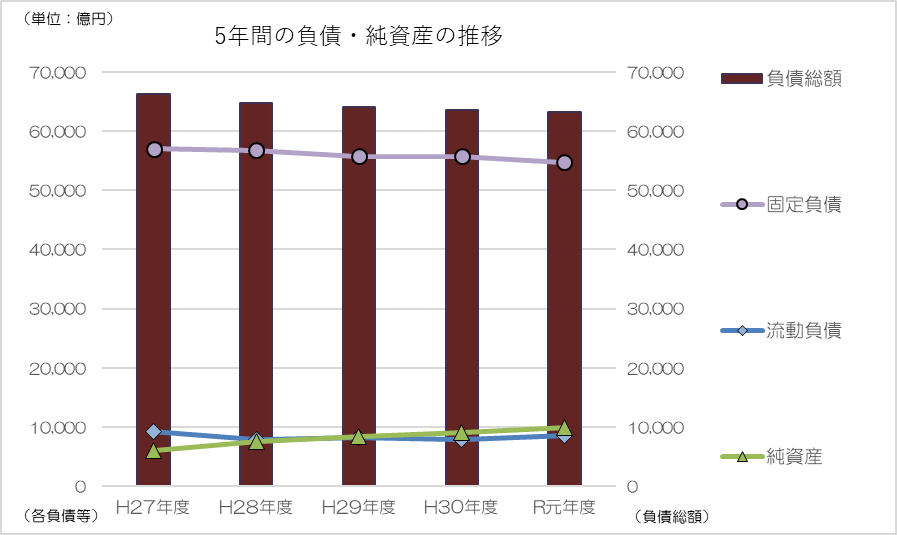 （単位：億円）
5年間の負債・純資産の推移
70,000
60,000
50,000
40,000
30,000
20,000
10,000
0
70,000
60,000
50,000
40,000
30,000
20,000
10,000
0
負債総額
固定負債
流動負債
純資産
（各負債等）
H27年度 H28年度 H29年度 H30年度 R元年度
（負債総額）